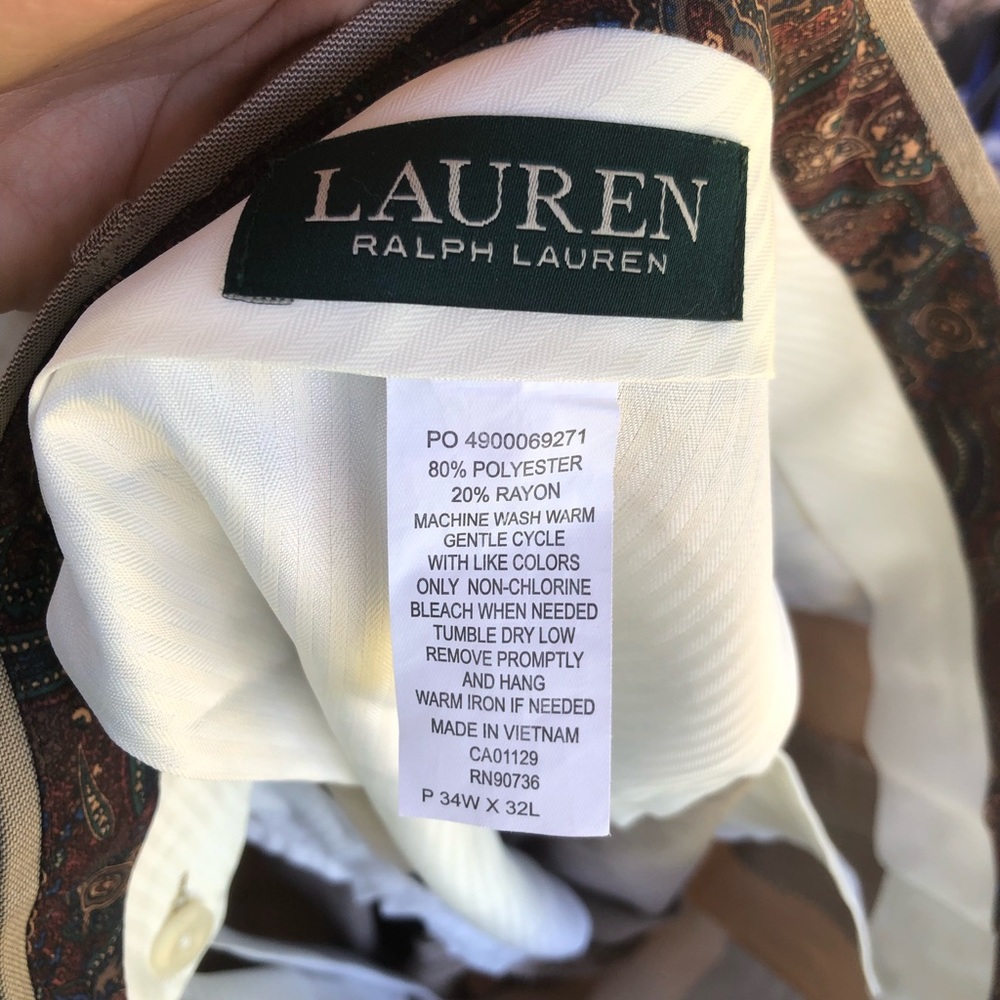 LAUREN
RALPH LAUREN
PO 4900069271
80% POLYESTER
20% RAYON
MACHINE WASH WARM
GENTLE CYCLE
WITH LIKE COLORS
ONLY NON-CHLORINE
BLEACH WHEN NEEDED
TUMBLE DRY LOW
REMOVE PROMPTLY
AND HANG
WARM IRON IF NEEDED
MADE IN VIETNAM
CA01129
RN90736
P 34W X 32L